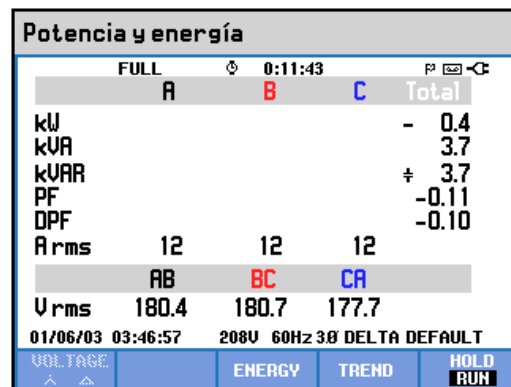 Potencia y energía
FULL 0:11:43
A B C Total
kW - 0.4
kVA 3.7
kVAR 3.7
PF -0.11
DPF -0.10
A rms 12 12 12
AB BC CA
V rms 180.4 180.7 177.7
01/06/03 03:46:57 208V 60Hz 3Ø DELTA DEFAULT
VOLTAGE ENERGY TREND HOLD
RUN